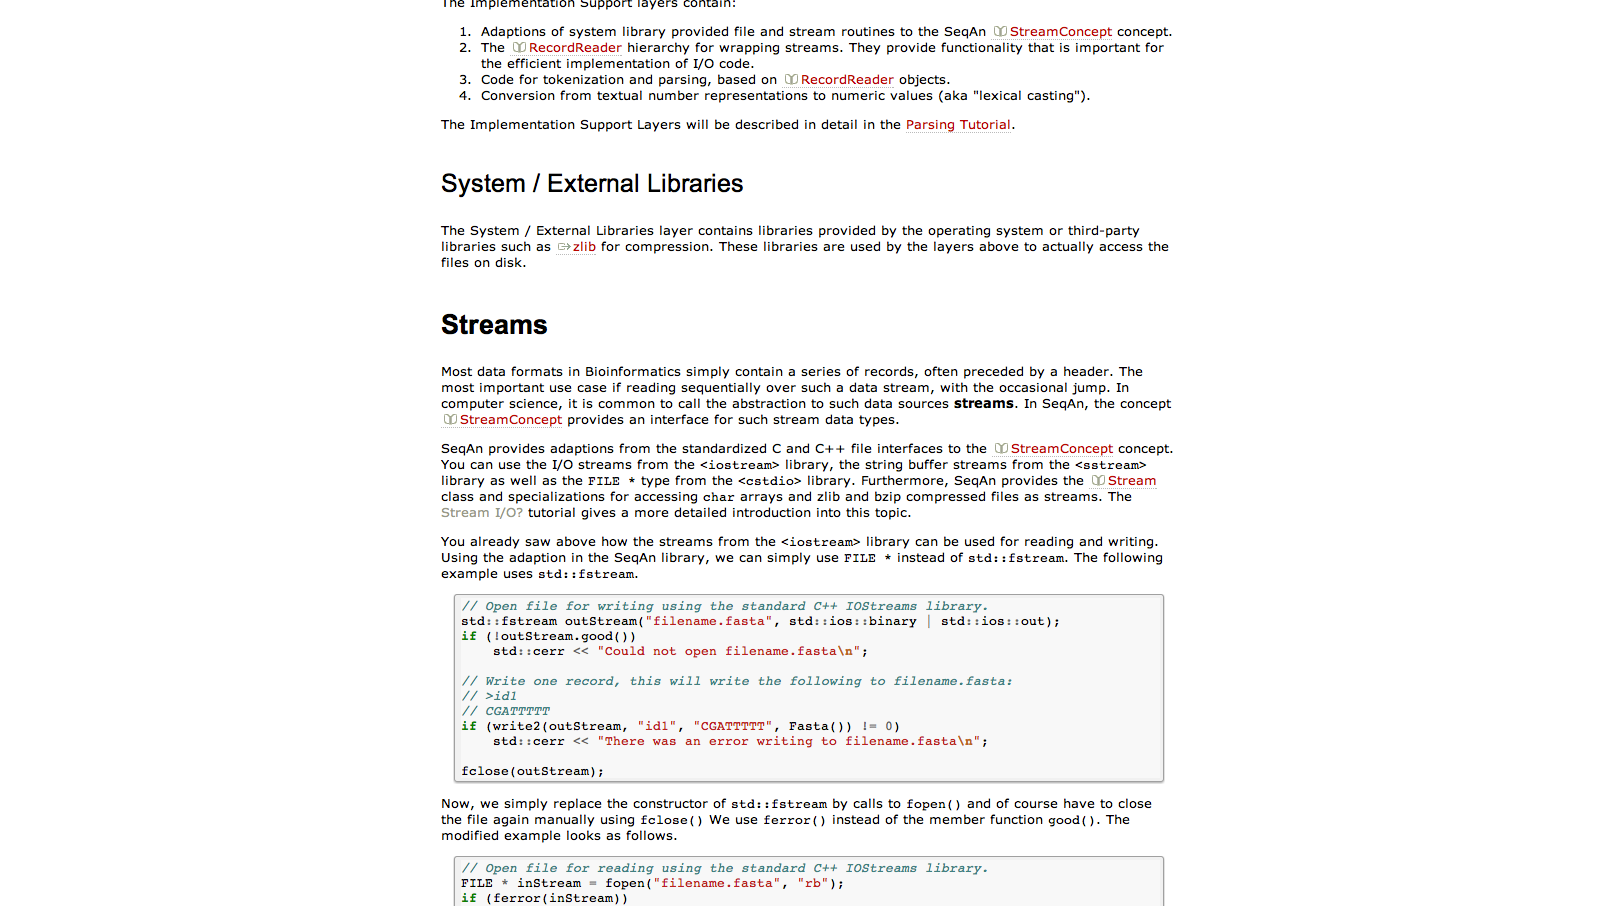 The Implementation Support layers contain:
1. Adaptions of system library provided file and stream routines to the SeqAn StreamConcept concept.
2. The RecordReader hierarchy for wrapping streams. They provide functionality that is important for
the efficient implementation of I/O code.
3. Code for tokenization and parsing, based on RecordReader objects.
4. Conversion from textual number representations to numeric values (aka "lexical casting").
The Implementation Support Layers will be described in detail in the Parsing Tutorial.
System / External Libraries
The System / External Libraries layer contains libraries provided by the operating system or third-party
libraries such as zlib for compression. These libraries are used by the layers above to actually access the
files on disk.
Streams
Most data formats in Bioinformatics simply contain a series of records, often preceded by a header. The
most important use case if reading sequentially over such a data stream, with the occasional jump. In
computer science, it is common to call the abstraction to such data sources streams. In SeqAn, the concept
StreamConcept provides an interface for such stream data types.
SeqAn provides adaptions from the standardized C and C++ file interfaces to the StreamConcept concept.
You can use the I/O streams from the <iostream> library, the string buffer streams from the <sstream>
library as well as the FILE * type from the <cstdio> library. Furthermore, SeqAn provides the Stream
class and specializations for accessing char arrays and zlib and bzip compressed files as streams. The
Stream I/O? tutorial gives a more detailed introduction into this topic.
You already saw above how the streams from the <iostream> library can be used for reading and writing.
Using the adaption in the SeqAn library, we can simply use FILE * instead of std::fstream. The following
example uses std::fstream.
// Open file for writing using the standard C++ IOStreams library.
std::fstream outStream("filename.fasta", std::ios::binary | std::ios::out);
if (!outStream.good())
    std::cerr << "Could not open filename.fasta\n";
// Write one record, this will write the following to filename.fasta:
// >id1
// CGATTTTT
if (write2(outStream, "id1", "CGATTTTT", Fasta()) != 0)
    std::cerr << "There was an error writing to filename.fasta\n";
fclose(outStream);
Now, we simply replace the constructor of std::fstream by calls to fopen() and of course have to close
the file again manually using fclose() We use ferror() instead of the member function good(). The
modified example looks as follows.
// Open file for reading using the standard C++ IOStreams library.
FILE * inStream = fopen("filename.fasta", "rb");
if (ferror(inStream))